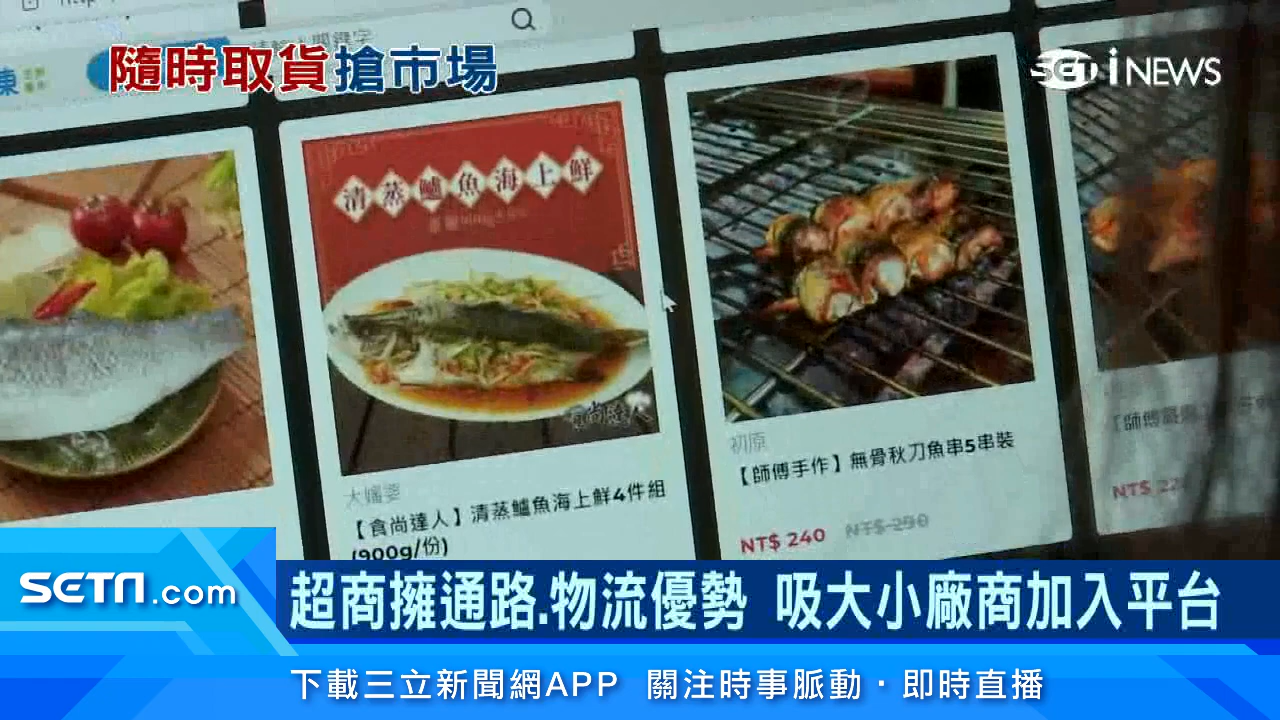 隨時取貨搶市場
SETN iNEWS
清蒸鱸魚海上鮮
初原
【師傅手作】無骨秋刀魚串5串裝
NT$ 240 NT$ 290
【食尚達人】清蒸鱸魚海上鮮4件組
(900g/份)
NT$ 22
SETN.com
超商擁通路.物流優勢 吸大小廠商加入平台
下載三立新聞網APP 關注時事脈動・即時直播